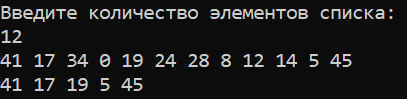 Введите количество элементов списка:
12
41 17 34 0 19 24 28 8 12 14 5 45
41 17 19 5 45